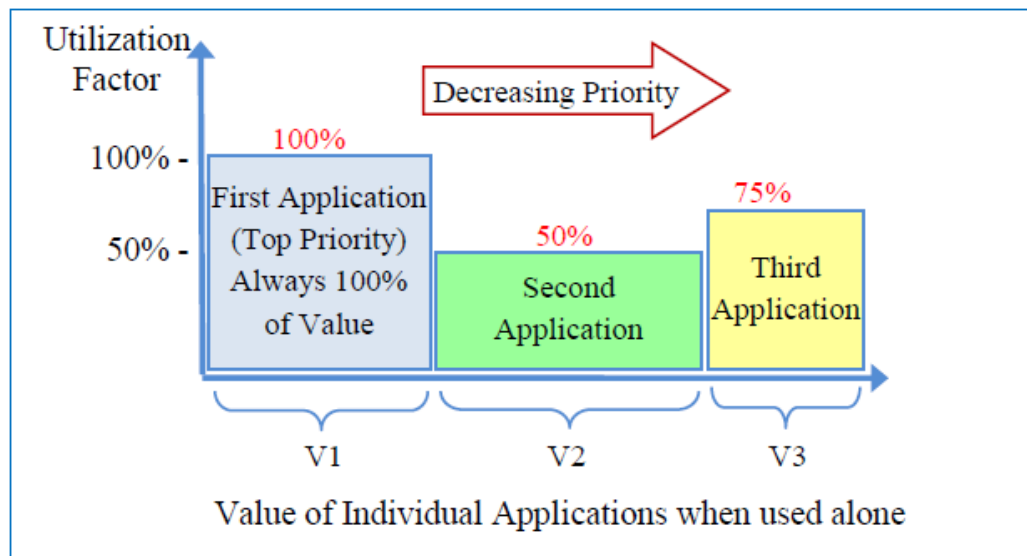 Utilization
Factor
Decreasing Priority
100%
75%
100% -
First Application
(Top Priority)
Always 100%
of Value
50% -
50%
Second
Application
Third
Application
V1
V2
V3
Value of Individual Applications when used alone